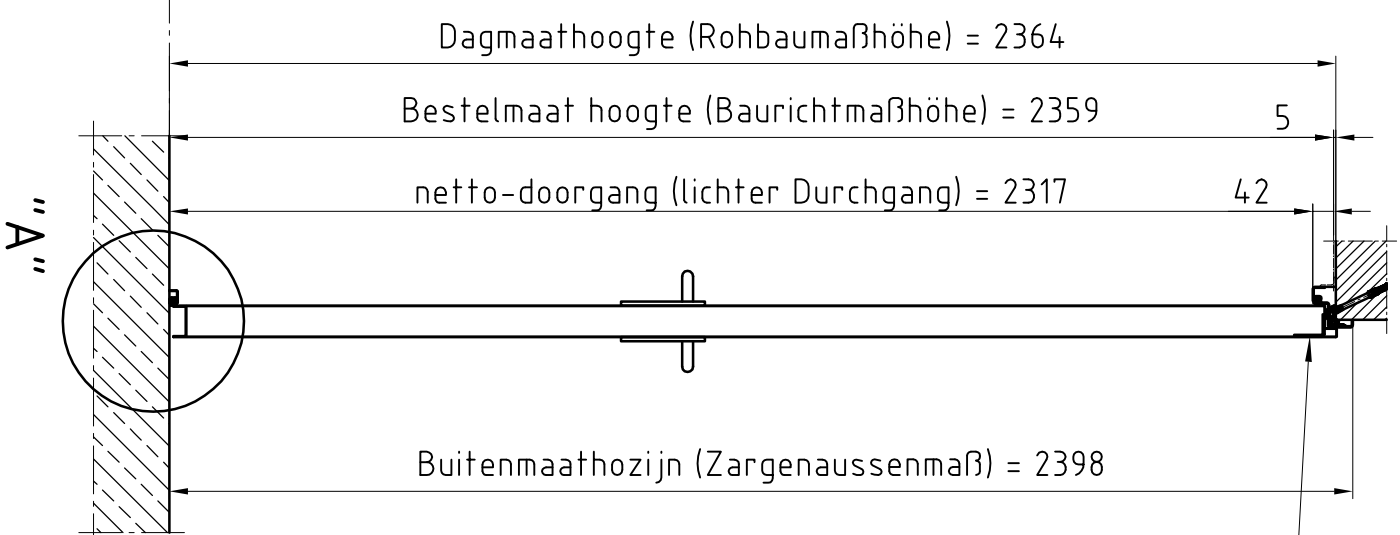 Dagmaathoogte (Rohbaumaßhöhe) = 2364
Bestelmaat hoogte (Baurichtmaßhöhe) = 2359
5
netto-doorgang (lichter Durchgang) = 2317
42
"A"
Buitenmaathozijn (Zargenaussenmaß) = 2398